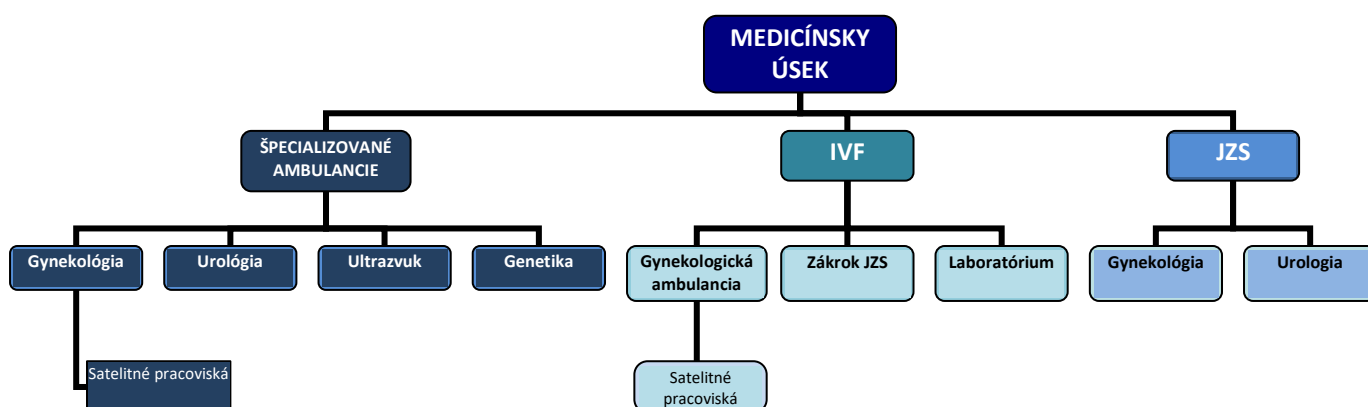 MEDICÍNSKY
ÚSEK
ŠPECIALIZOVANÉ
AMBULANCIE
IVF
JZS
Gynekológia
Urológia
Ultrazvuk
Genetika
Gynekologická
ambulancia
Zákrok JZS
Laboratórium
Gynekológia
Urologia
Satelitné pracoviská
Satelitné
pracoviská